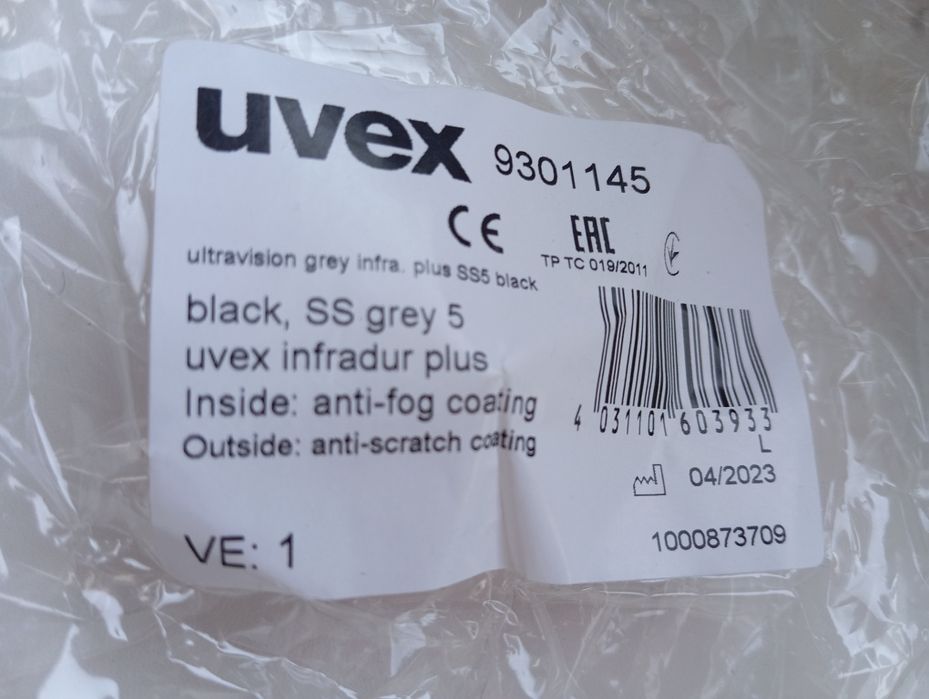 uvex 9301145
CE EAC
TP TC 019/2011
ultravision grey infra. plus SS5 black
black, SS grey 5
uvex infradur plus
Inside: anti-fog coating
Outside: anti-scratch coating
4 031101 603933
L
04/2023
VE: 1
1000873709